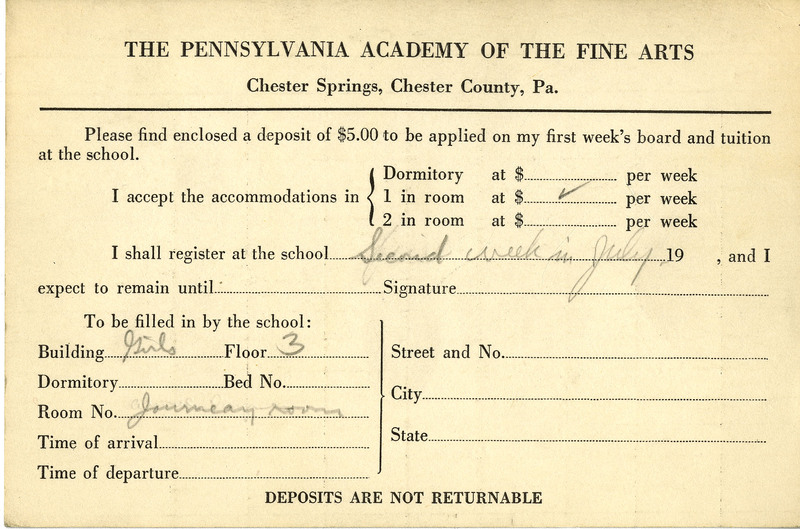 THE PENNSYLVANIA ACADEMY OF THE FINE ARTS
Chester Springs, Chester County, Pa.
Please find enclosed a deposit of $5.00 to be applied on my first week's board and tuition
at the school.
Dormitory at $ per week
I accept the accommodations in { 1 in room at $ ✓ per week
2 in room at $ per week
I shall register at the school Second week in July 19 , and I
expect to remain until Signature
To be filled in by the school:
Building Girls Floor 3
Street and No.
Dormitory Bed No.
City
Room No. room
State
Time of arrival
Time of departure
DEPOSITS ARE NOT RETURNABLE